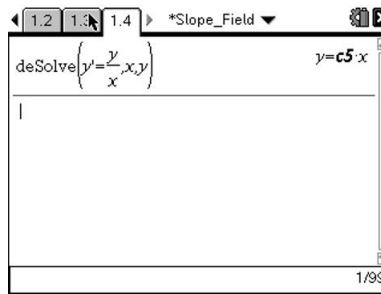 1.2 1.3 1.4 *Slope_Field
deSolve(y'=y/x,x,y) y=c5·x
1/99